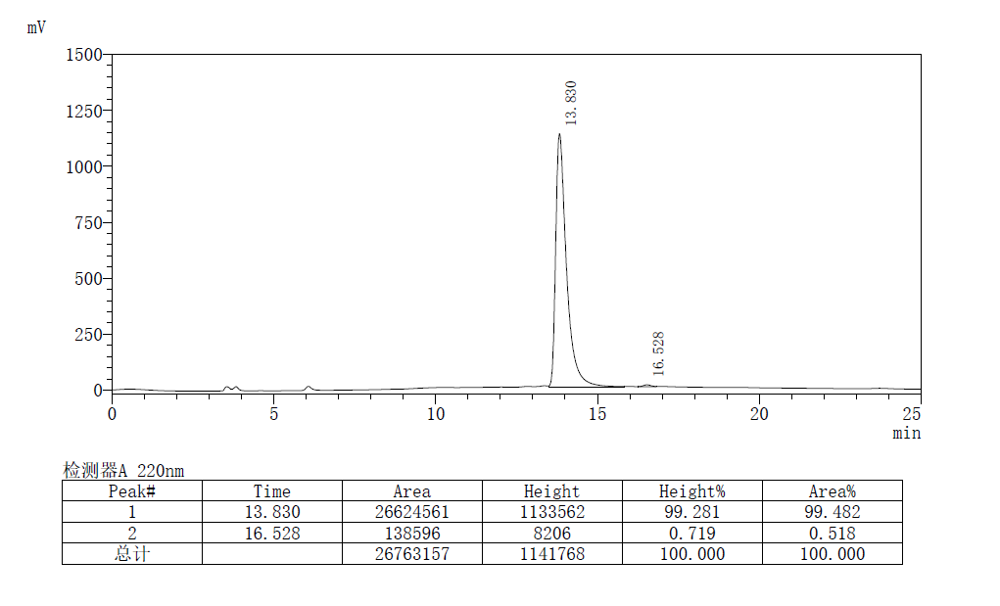 mV
1500
1250
1000
750
500
250
0
13.830
16.528
0 5 10 15 20 25
min
检测器A 220nm
Peak# Time Area Height Height% Area%
1 13.830 26624561 1133562 99.281 99.482
2 16.528 138596 8206 0.719 0.518
总计 26763157 1141768 100.000 100.000